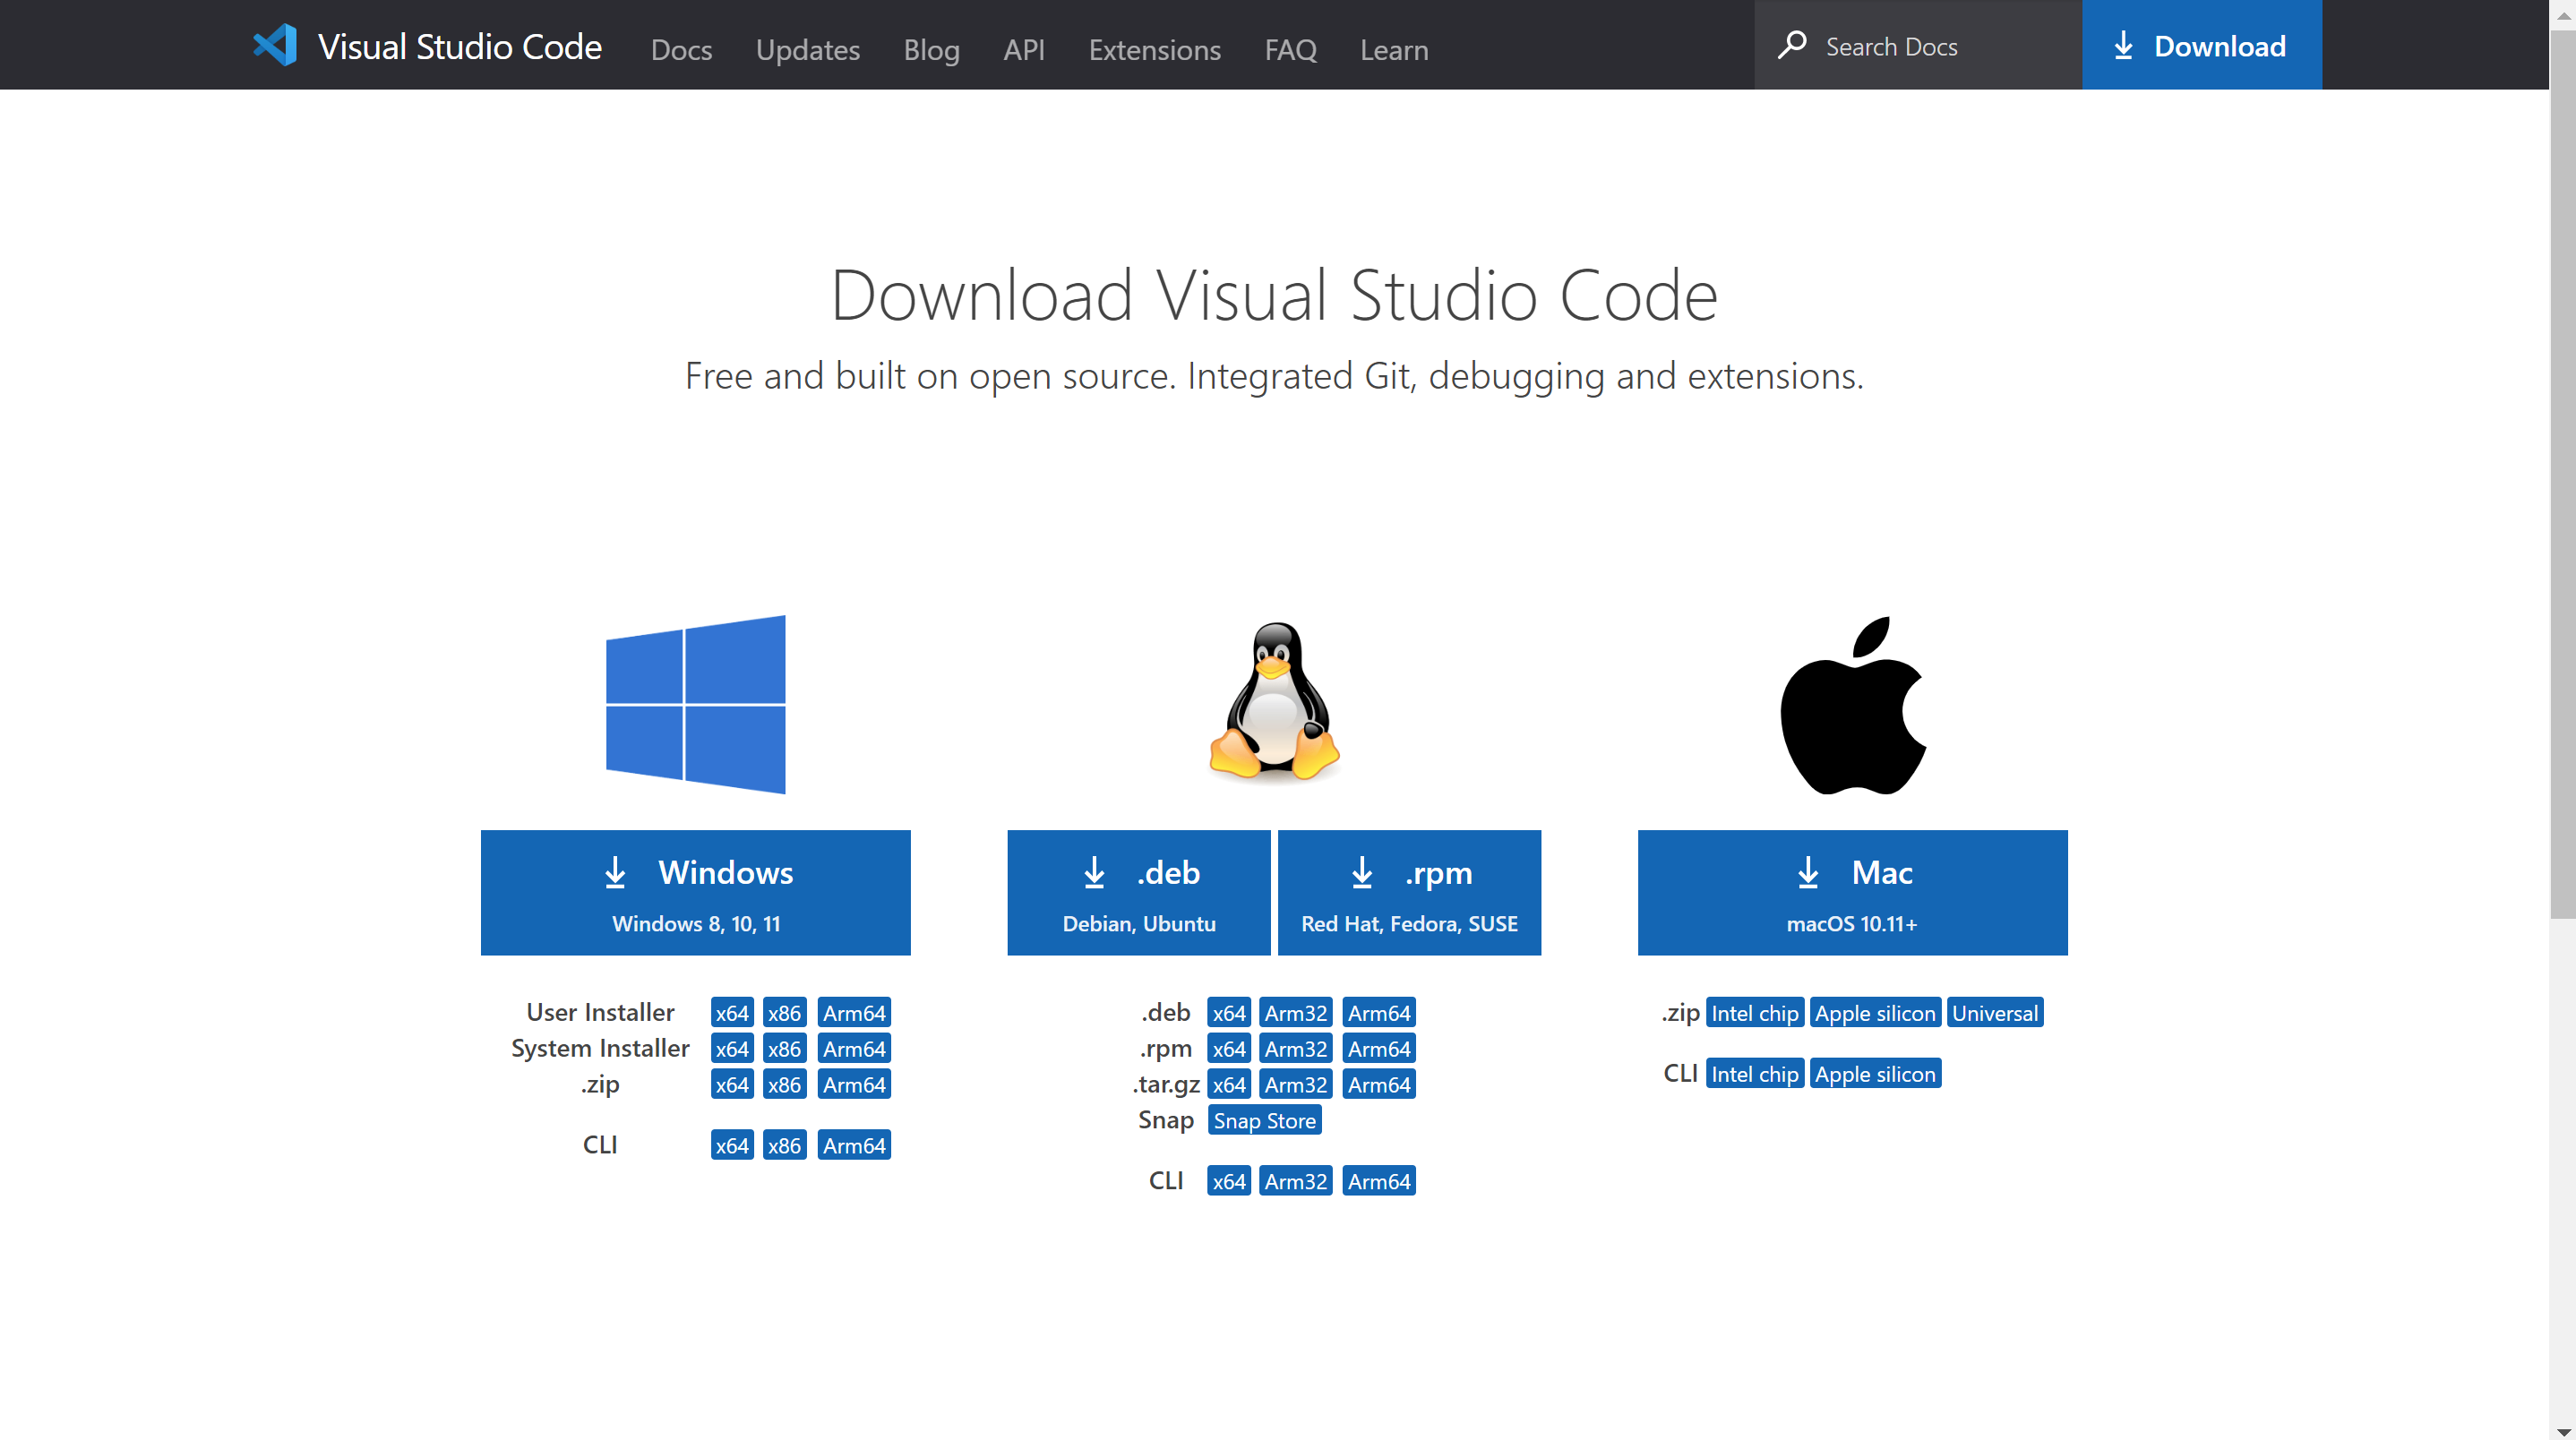 Visual Studio Code Docs Updates Blog API Extensions FAQ Learn Search Docs Download
Download Visual Studio Code
Free and built on open source. Integrated Git, debugging and extensions.
Windows
Windows 8, 10, 11
User Installer x64 x86 Arm64
System Installer x64 x86 Arm64
.zip x64 x86 Arm64
CLI x64 x86 Arm64
.deb
Debian, Ubuntu
.rpm
Red Hat, Fedora, SUSE
.deb x64 Arm32 Arm64
.rpm x64 Arm32 Arm64
.tar.gz x64 Arm32 Arm64
Snap Snap Store
CLI x64 Arm32 Arm64
Mac
macOS 10.11+
.zip Intel chip Apple silicon Universal
CLI Intel chip Apple silicon